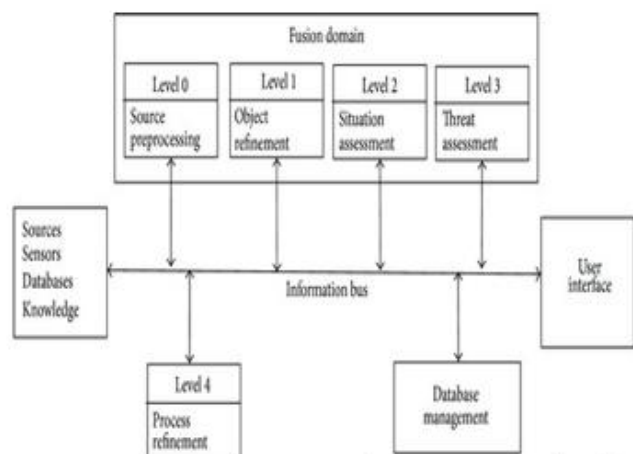 Fusion domain
Level 0
Source
preprocessing
Level 1
Object
refinement
Level 2
Situation
assessment
Level 3
Threat
assessment
Sources
Sensors
Databases
Knowledge
Information bus
User
interface
Level 4
Process
refinement
Database
management